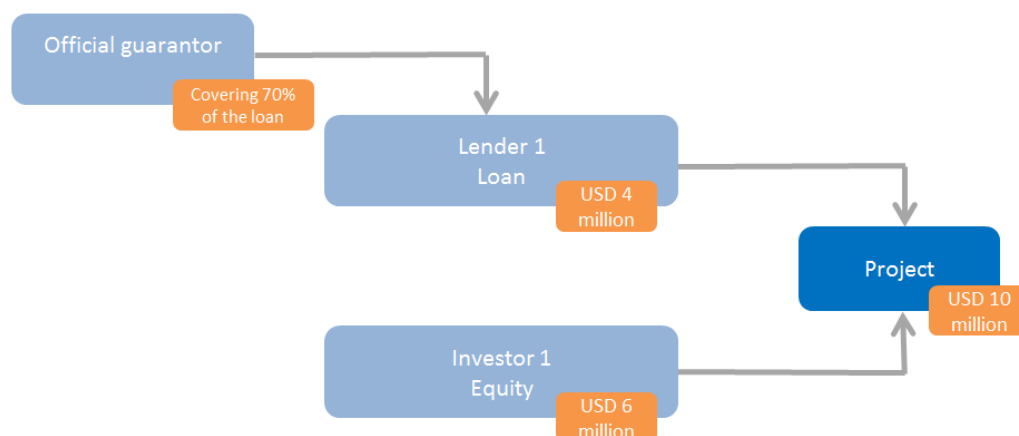 Official guarantor
Covering 70%
of the loan
Lender 1
Loan
USD 4
million
Project
USD 10
million
Investor 1
Equity
USD 6
million